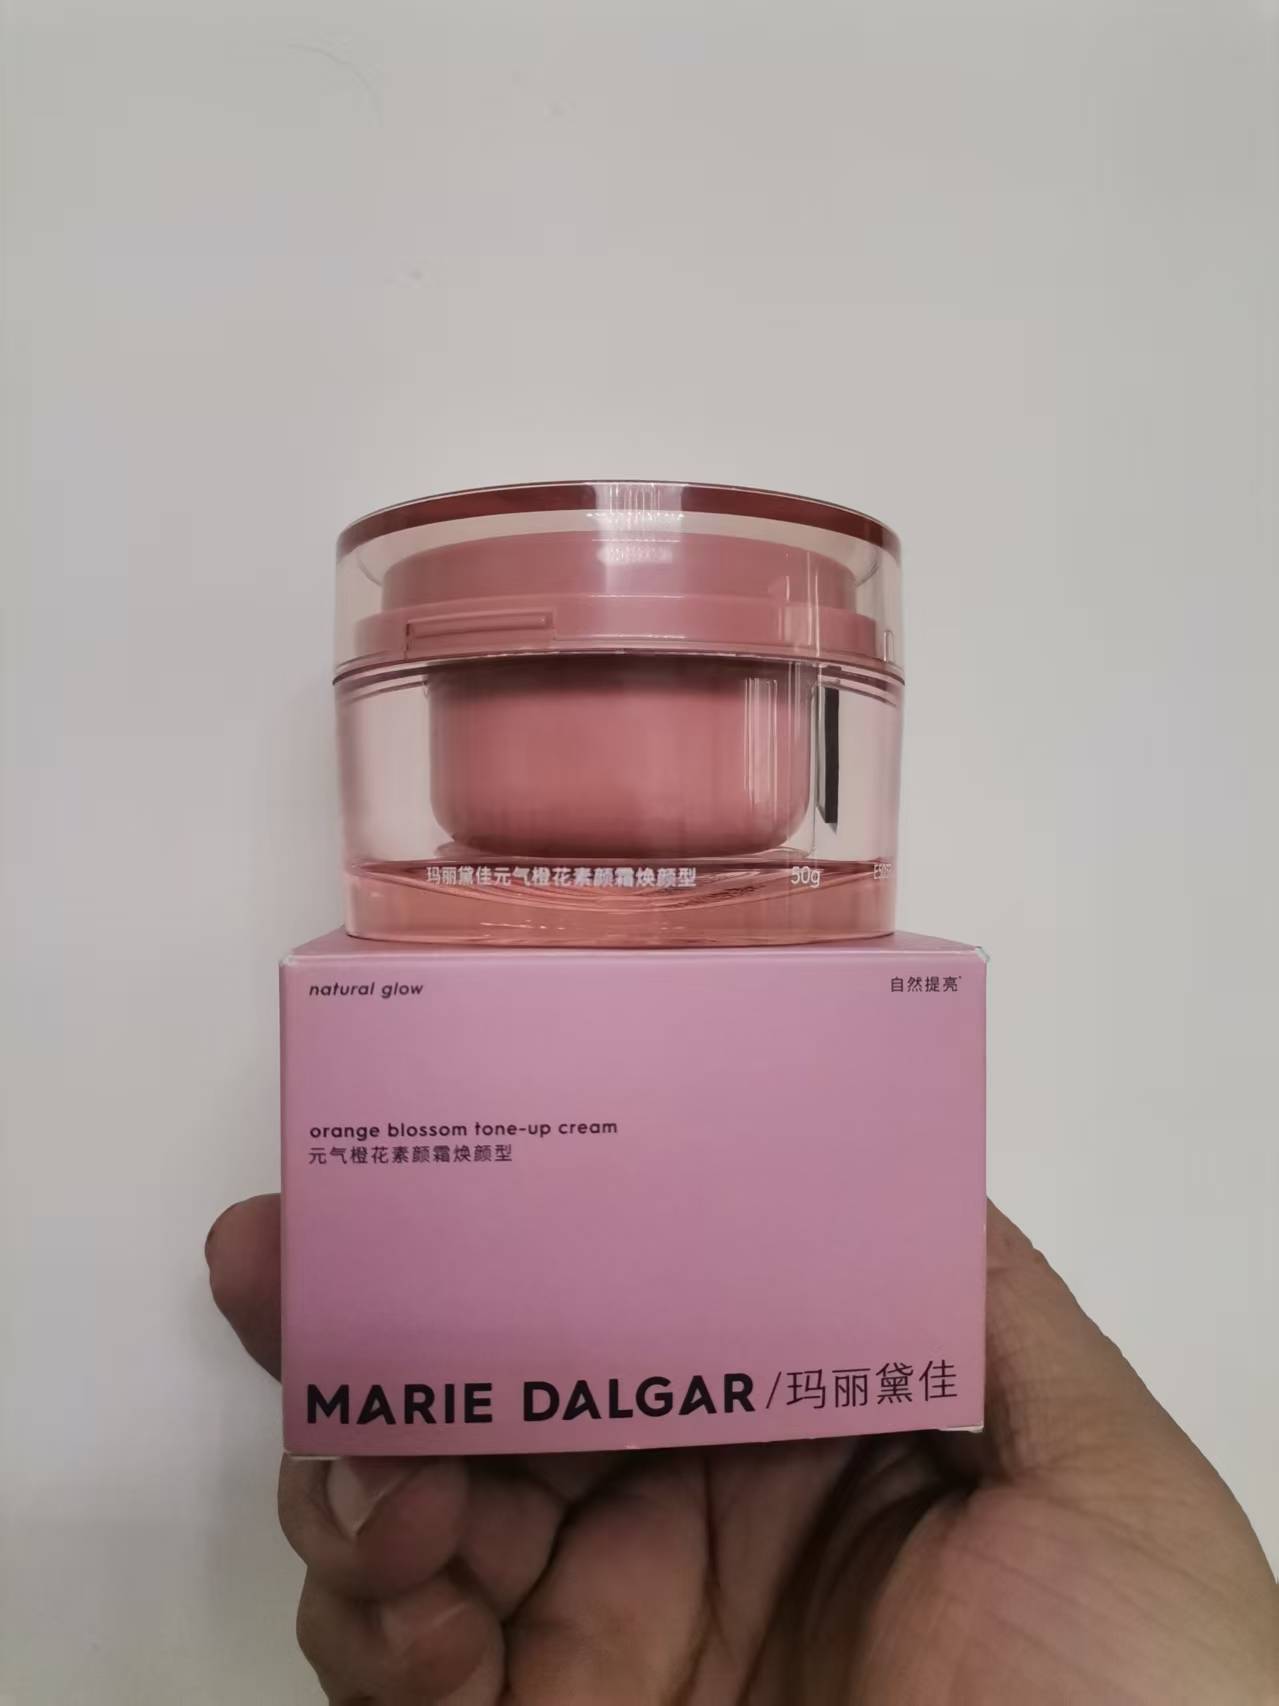 玛丽黛佳元气橙花素颜霜焕颜型 50g
natural glow 自然提亮*
orange blossom tone-up cream
元气橙花素颜霜焕颜型
MARIE DALGAR/玛丽黛佳